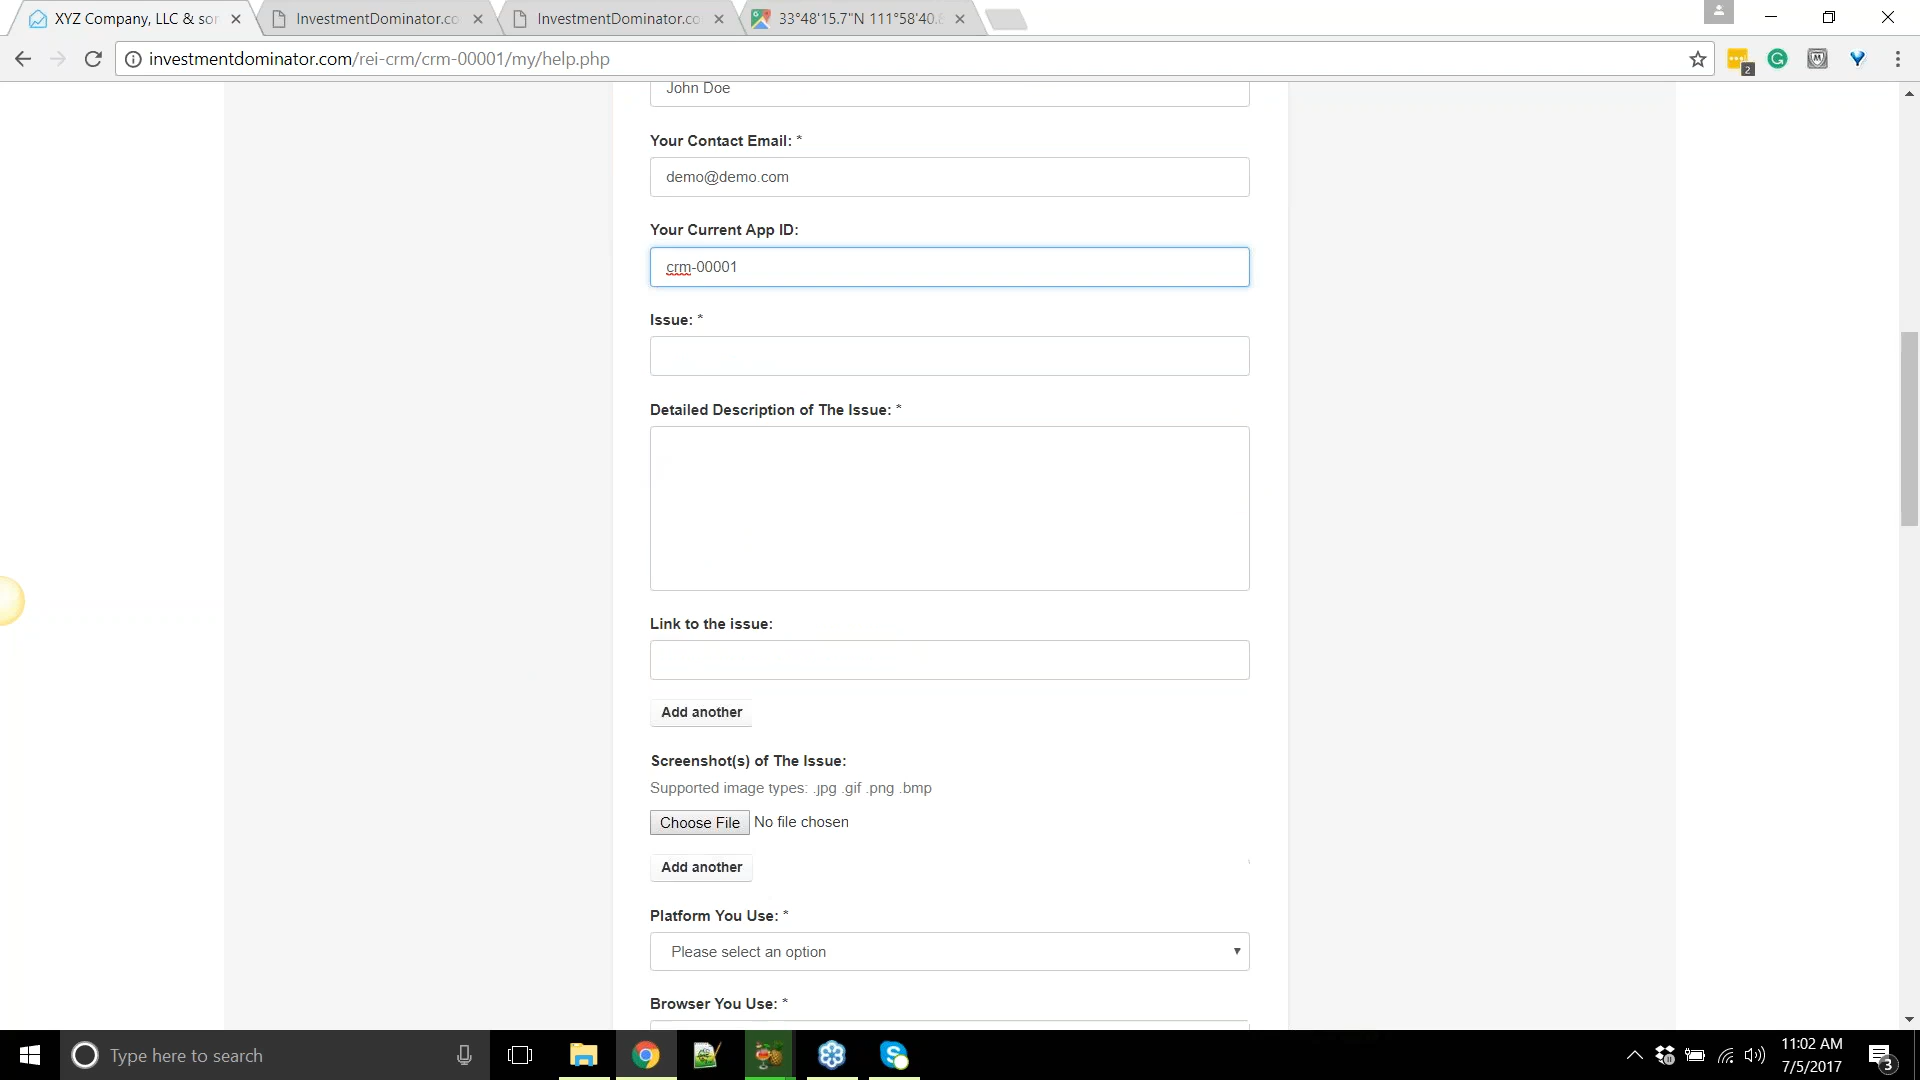 XYZ Company, LLC & sor
InvestmentDominator.co
InvestmentDominator.co
33°48'15.7"N 111°58'40.8
investmentdominator.com/rei-crm/crm-00001/my/help.php
2
John Doe
Your Contact Email: *
demo@demo.com
Your Current App ID:
crm-00001
Issue: *
Detailed Description of The Issue: *
Link to the issue:
Add another
Screenshot(s) of The Issue:
Supported image types: .jpg .gif .png .bmp
Choose File No file chosen
Add another
Platform You Use: *
Please select an option
Browser You Use: *
Type here to search
11:02 AM
7/5/2017
3